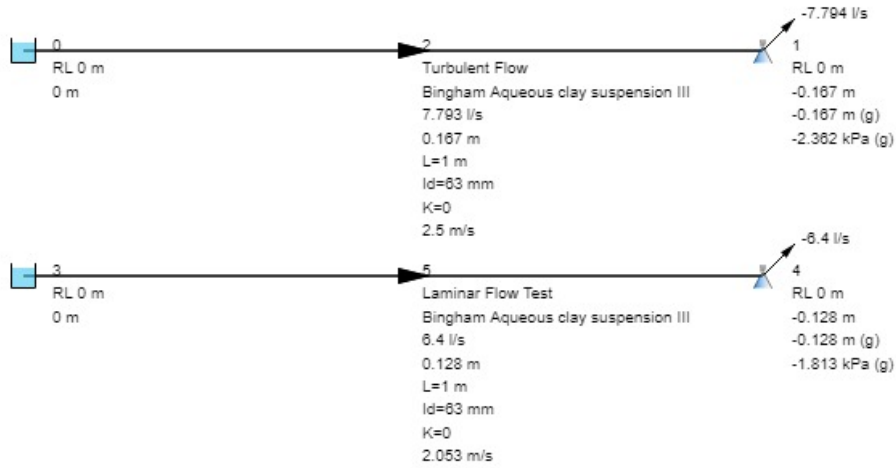 -7.794 l/s
0
RL 0 m
0 m
2
Turbulent Flow
Bingham Aqueous clay suspension III
7.793 l/s
0.167 m
L=1 m
Id=63 mm
K=0
2.5 m/s
1
RL 0 m
-0.167 m
-0.167 m (g)
-2.362 kPa (g)
-6.4 l/s
3
RL 0 m
0 m
5
Laminar Flow Test
Bingham Aqueous clay suspension III
6.4 l/s
0.128 m
L=1 m
Id=63 mm
K=0
2.053 m/s
4
RL 0 m
-0.128 m
-0.128 m (g)
-1.813 kPa (g)